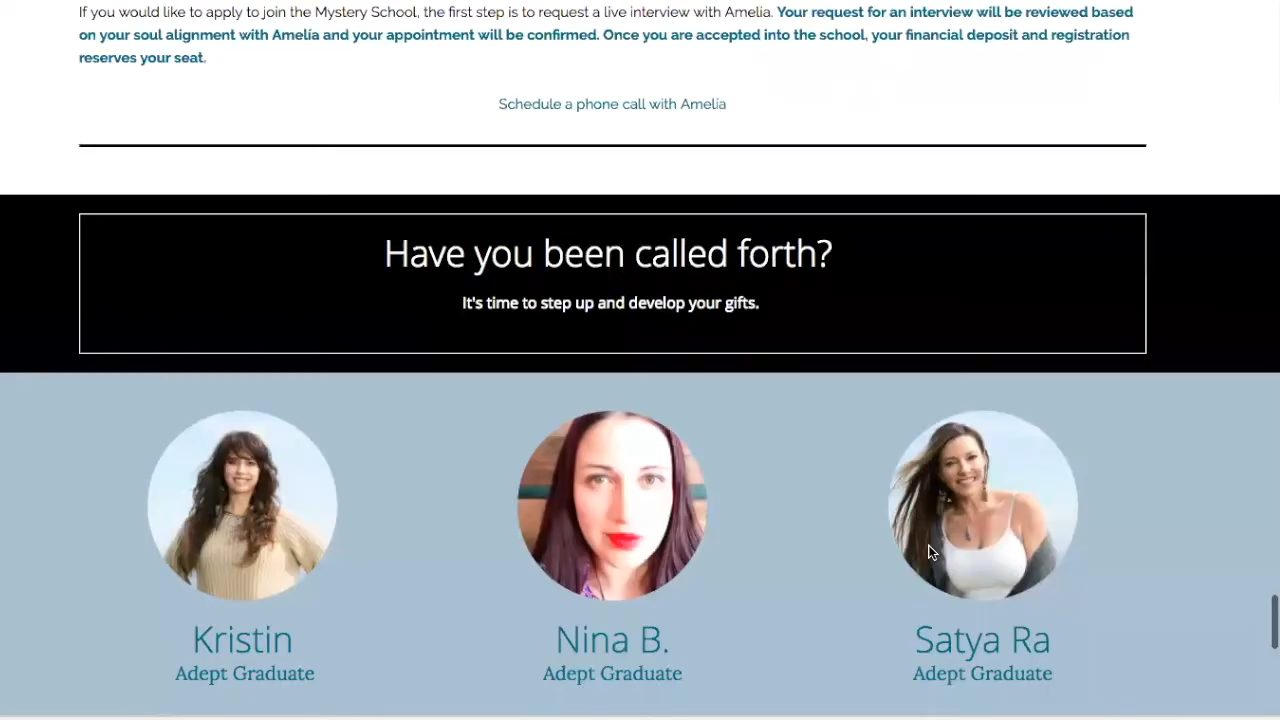 If you would like to apply to join the Mystery School, the first step is to request a live interview with Amelia. Your request for an interview will be reviewed based
on your soul alignment with Amelia and your appointment will be confirmed. Once you are accepted into the school, your financial deposit and registration
reserves your seat.
Schedule a phone call with Amelia
Have you been called forth?
It's time to step up and develop your gifts.
Kristin
Adept Graduate
Nina B.
Adept Graduate
Satya Ra
Adept Graduate